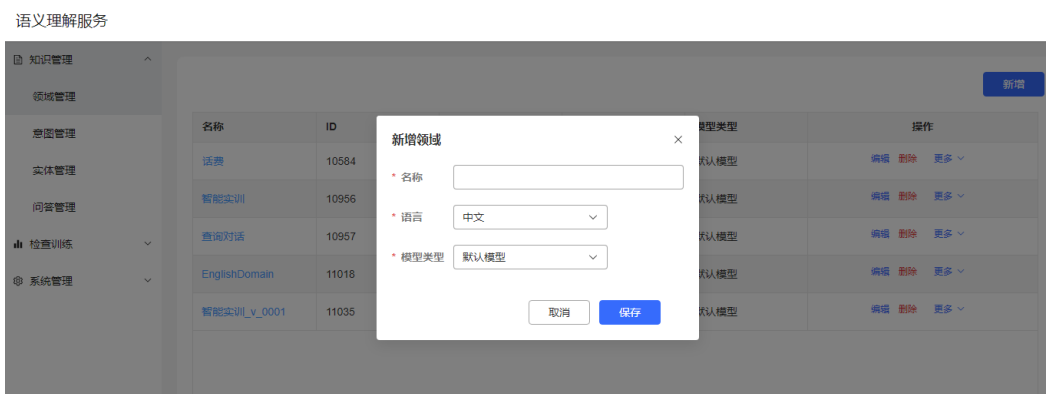 语义理解服务
知识管理
领域管理
意图管理
实体管理
问答管理
检查训练
系统管理
新增
名称 ID 模型类型 操作
话费 10584 默认模型 编辑 删除 更多
智能实训 10956 默认模型 编辑 删除 更多
查询对话 10957 默认模型 编辑 删除 更多
EnglishDomain 11018 默认模型 编辑 删除 更多
智能实训_v_0001 11035 默认模型 编辑 删除 更多
新增领域
* 名称
* 语言 中文
* 模型类型 默认模型
取消 保存